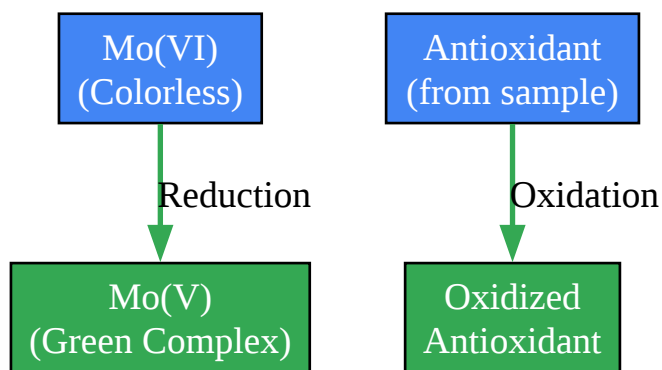 Mo(VI)
(Colorless)
Antioxidant
(from sample)
Reduction
Oxidation
Mo(V)
(Green Complex)
Oxidized
Antioxidant